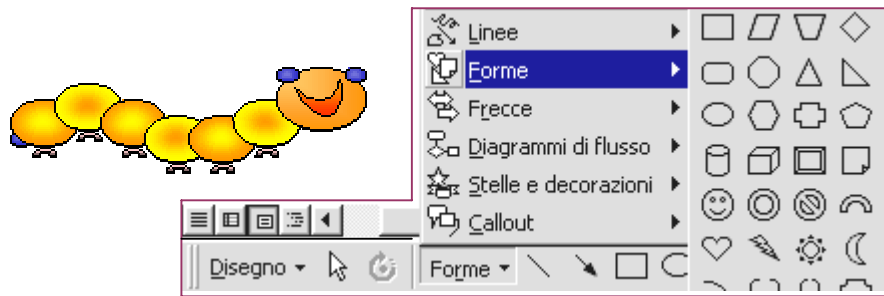 Linee
Forme
Frecce
Diagrammi di flusso
Stelle e decorazioni
Callout
Disegno
Forme